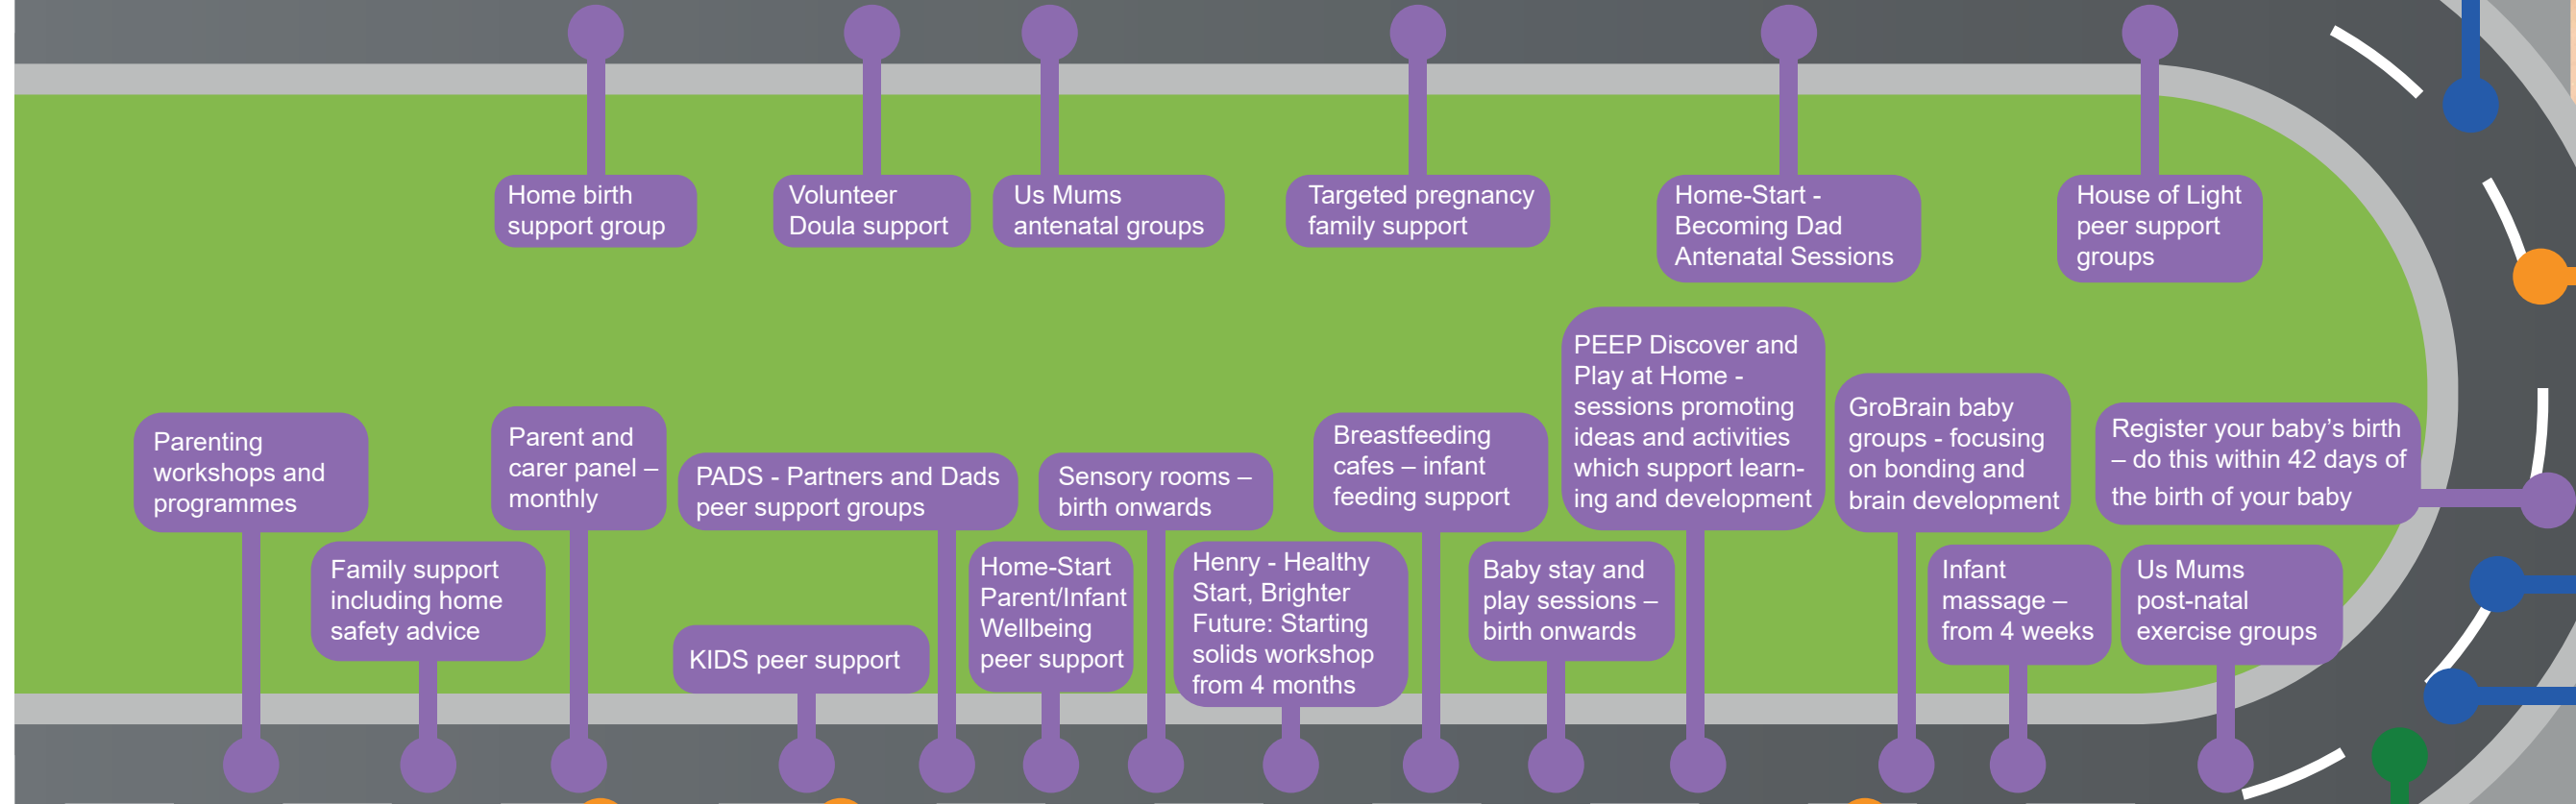 Home birth
support group
Volunteer
Doula support
Us Mums
antenatal groups
Targeted pregnancy
family support
Home-Start -
Becoming Dad
Antenatal Sessions
House of Light
peer support
groups
Parenting
workshops and
programmes
Family support
including home
safety advice
Parent and
carer panel –
monthly
KIDS peer support
PADS - Partners and Dads
peer support groups
Home-Start
Parent/Infant
Wellbeing
peer support
Sensory rooms –
birth onwards
Henry - Healthy
Start, Brighter
Future: Starting
solids workshop
from 4 months
Breastfeeding
cafes – infant
feeding support
Baby stay and
play sessions –
birth onwards
PEEP Discover and
Play at Home -
sessions promoting
ideas and activities
which support learn-
ing and development
GroBrain baby
groups - focusing
on bonding and
brain development
Infant
massage –
from 4 weeks
Register your baby’s birth
– do this within 42 days of
the birth of your baby
Us Mums
post-natal
exercise groups